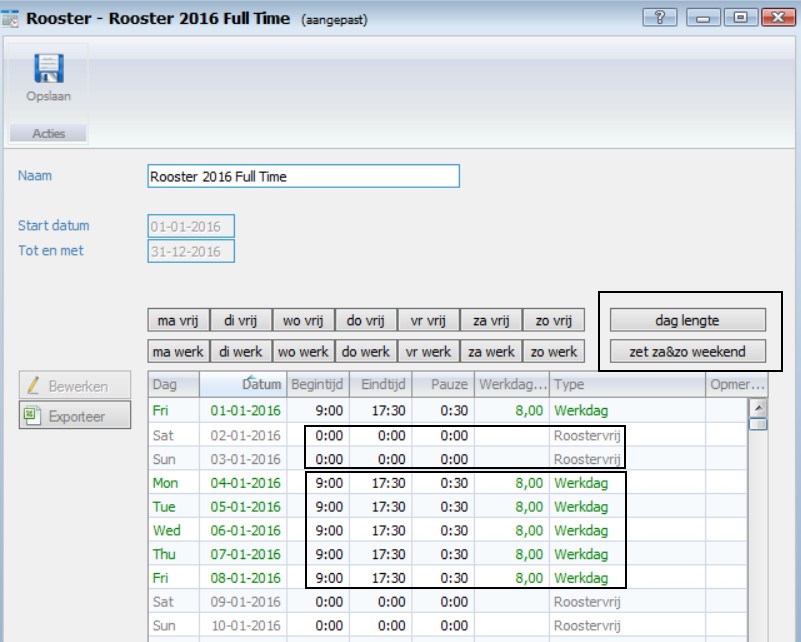 Rooster - Rooster 2016 Full Time (aangepast)
?
Opslaan
Acties
Naam Rooster 2016 Full Time
Start datum 01-01-2016
Tot en met 31-12-2016
ma vrij di vrij wo vrij do vrij vr vrij za vrij zo vrij dag lengte
ma werk di werk wo werk do werk vr werk za werk zo werk zet za&zo weekend
Bewerken
Exporteer
Dag Datum Begintijd Eindtijd Pauze Werkdag... Type Opmer...
Fri 01-01-2016 9:00 17:30 0:30 8,00 Werkdag
Sat 02-01-2016 0:00 0:00 0:00 Roostervrij
Sun 03-01-2016 0:00 0:00 0:00 Roostervrij
Mon 04-01-2016 9:00 17:30 0:30 8,00 Werkdag
Tue 05-01-2016 9:00 17:30 0:30 8,00 Werkdag
Wed 06-01-2016 9:00 17:30 0:30 8,00 Werkdag
Thu 07-01-2016 9:00 17:30 0:30 8,00 Werkdag
Fri 08-01-2016 9:00 17:30 0:30 8,00 Werkdag
Sat 09-01-2016 0:00 0:00 0:00 Roostervrij
Sun 10-01-2016 0:00 0:00 0:00 Roostervrij